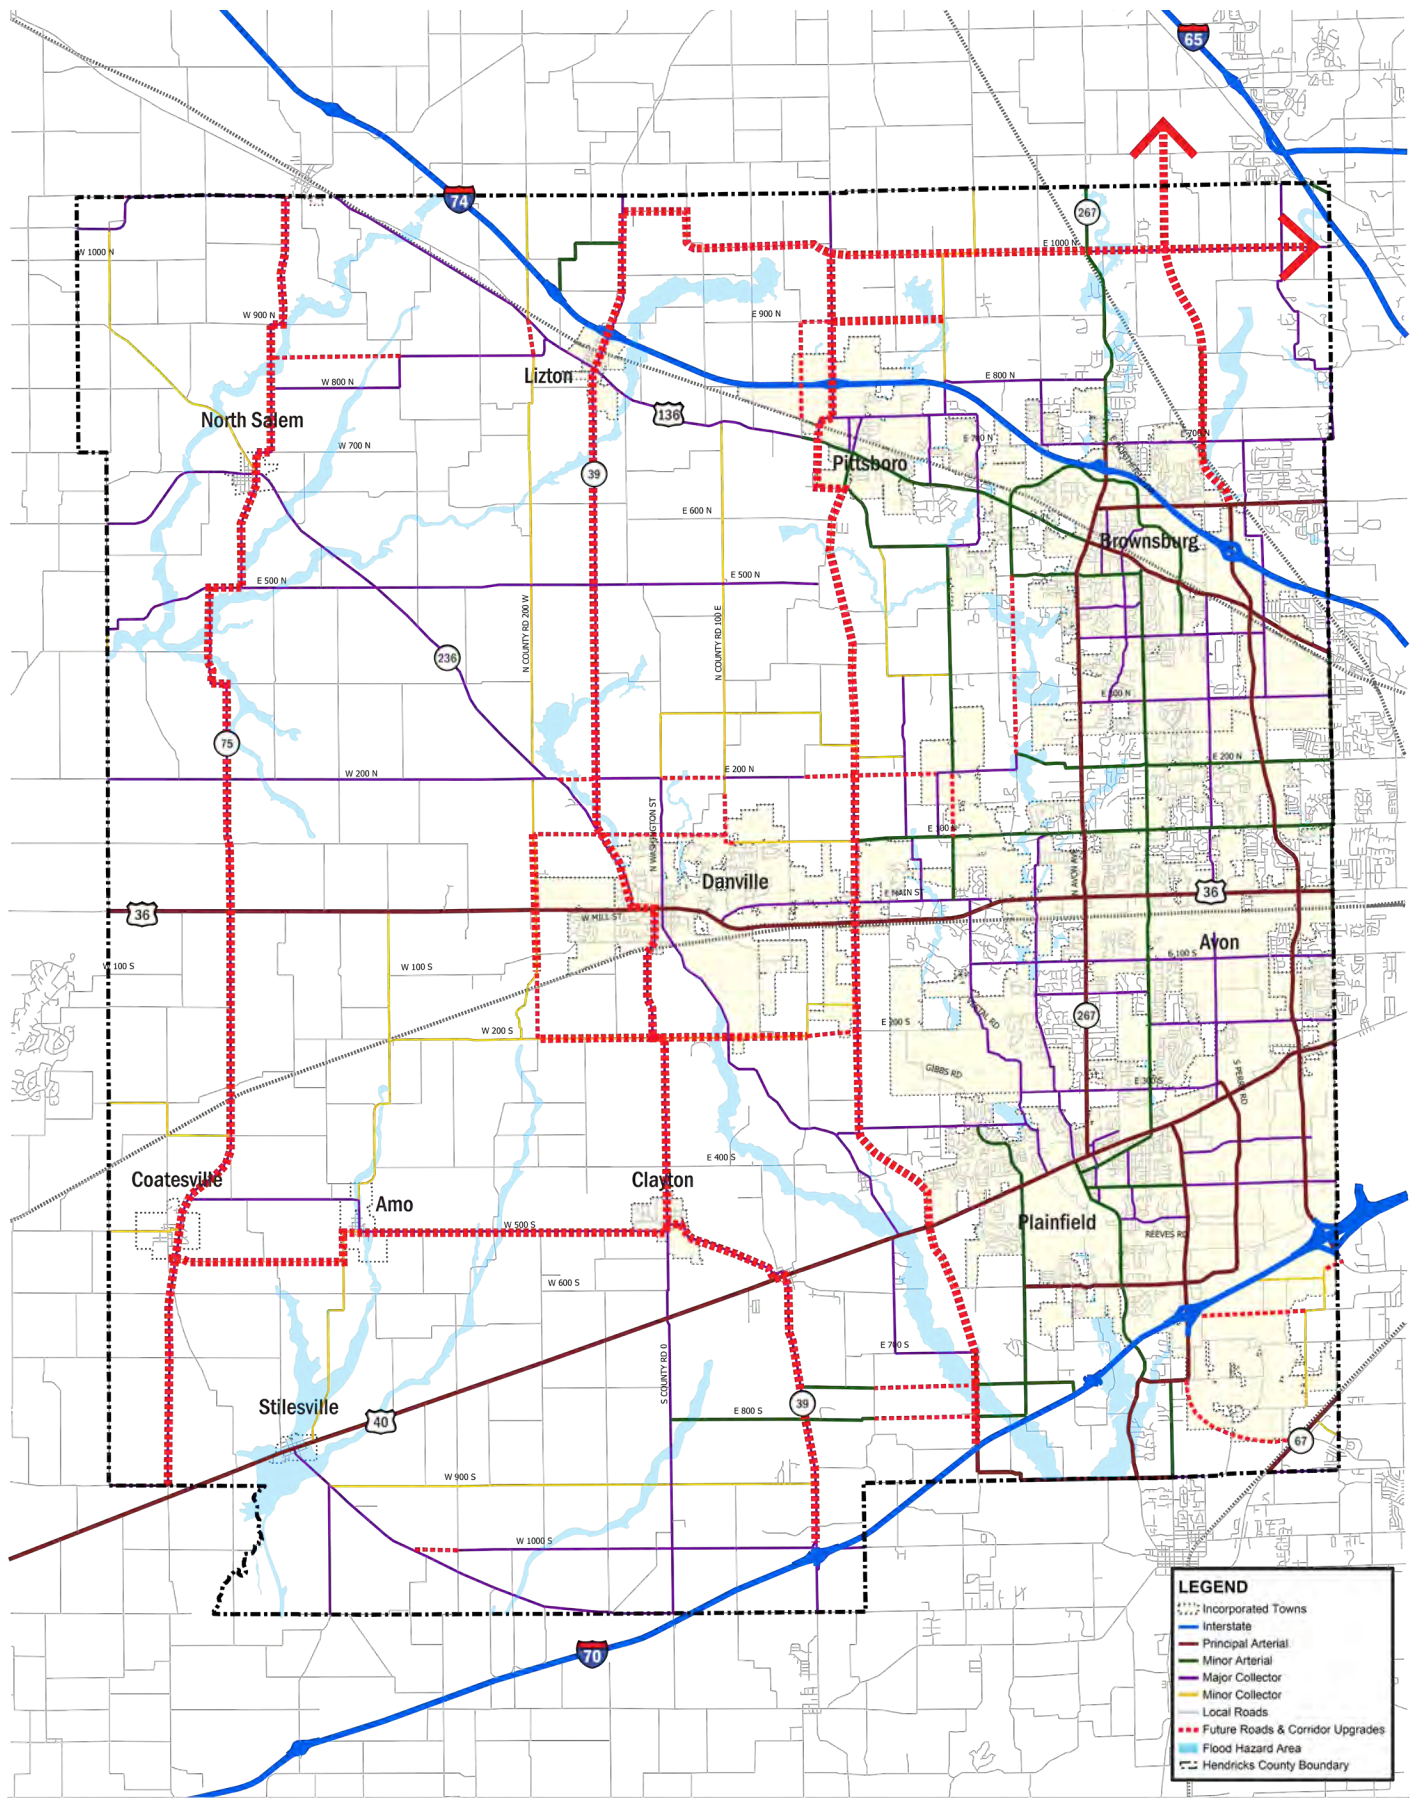 65
74
267
E 1000 N
W 1000 N
W 900 N
E 900 N
Lizton
W 800 N
E 800 N
136
North Salem
W 700 N
E 700 N
E 700 N
Pittsboro
39
E 600 N
Brownsburg
E 500 N
E 500 N
N COUNTY RD 200 W
N COUNTY RD 100 E
236
E 300 N
75
W 200 N
E 200 N
E 200 N
N WASHINGTON ST
E 100 N
Danville
N AVON AVE
E MAIN ST
36
36
W MILL ST
Avon
W 100 S
W 100 S
E 100 S
267
W 200 S
E 200 S
GIBBS RD
E 300 S
E 400 S
Coatesville
Clayton
Amo
W 500 S
Plainfield
REEVES RD
W 600 S
E 700 S
S COUNTY RD 0
Stilesville
40
39
E 800 S
67
W 900 S
W 1000 S
70
LEGEND
Incorporated Towns
Interstate
Principal Arterial
Minor Arterial
Major Collector
Minor Collector
Local Roads
Future Roads & Corridor Upgrades
Flood Hazard Area
Hendricks County Boundary